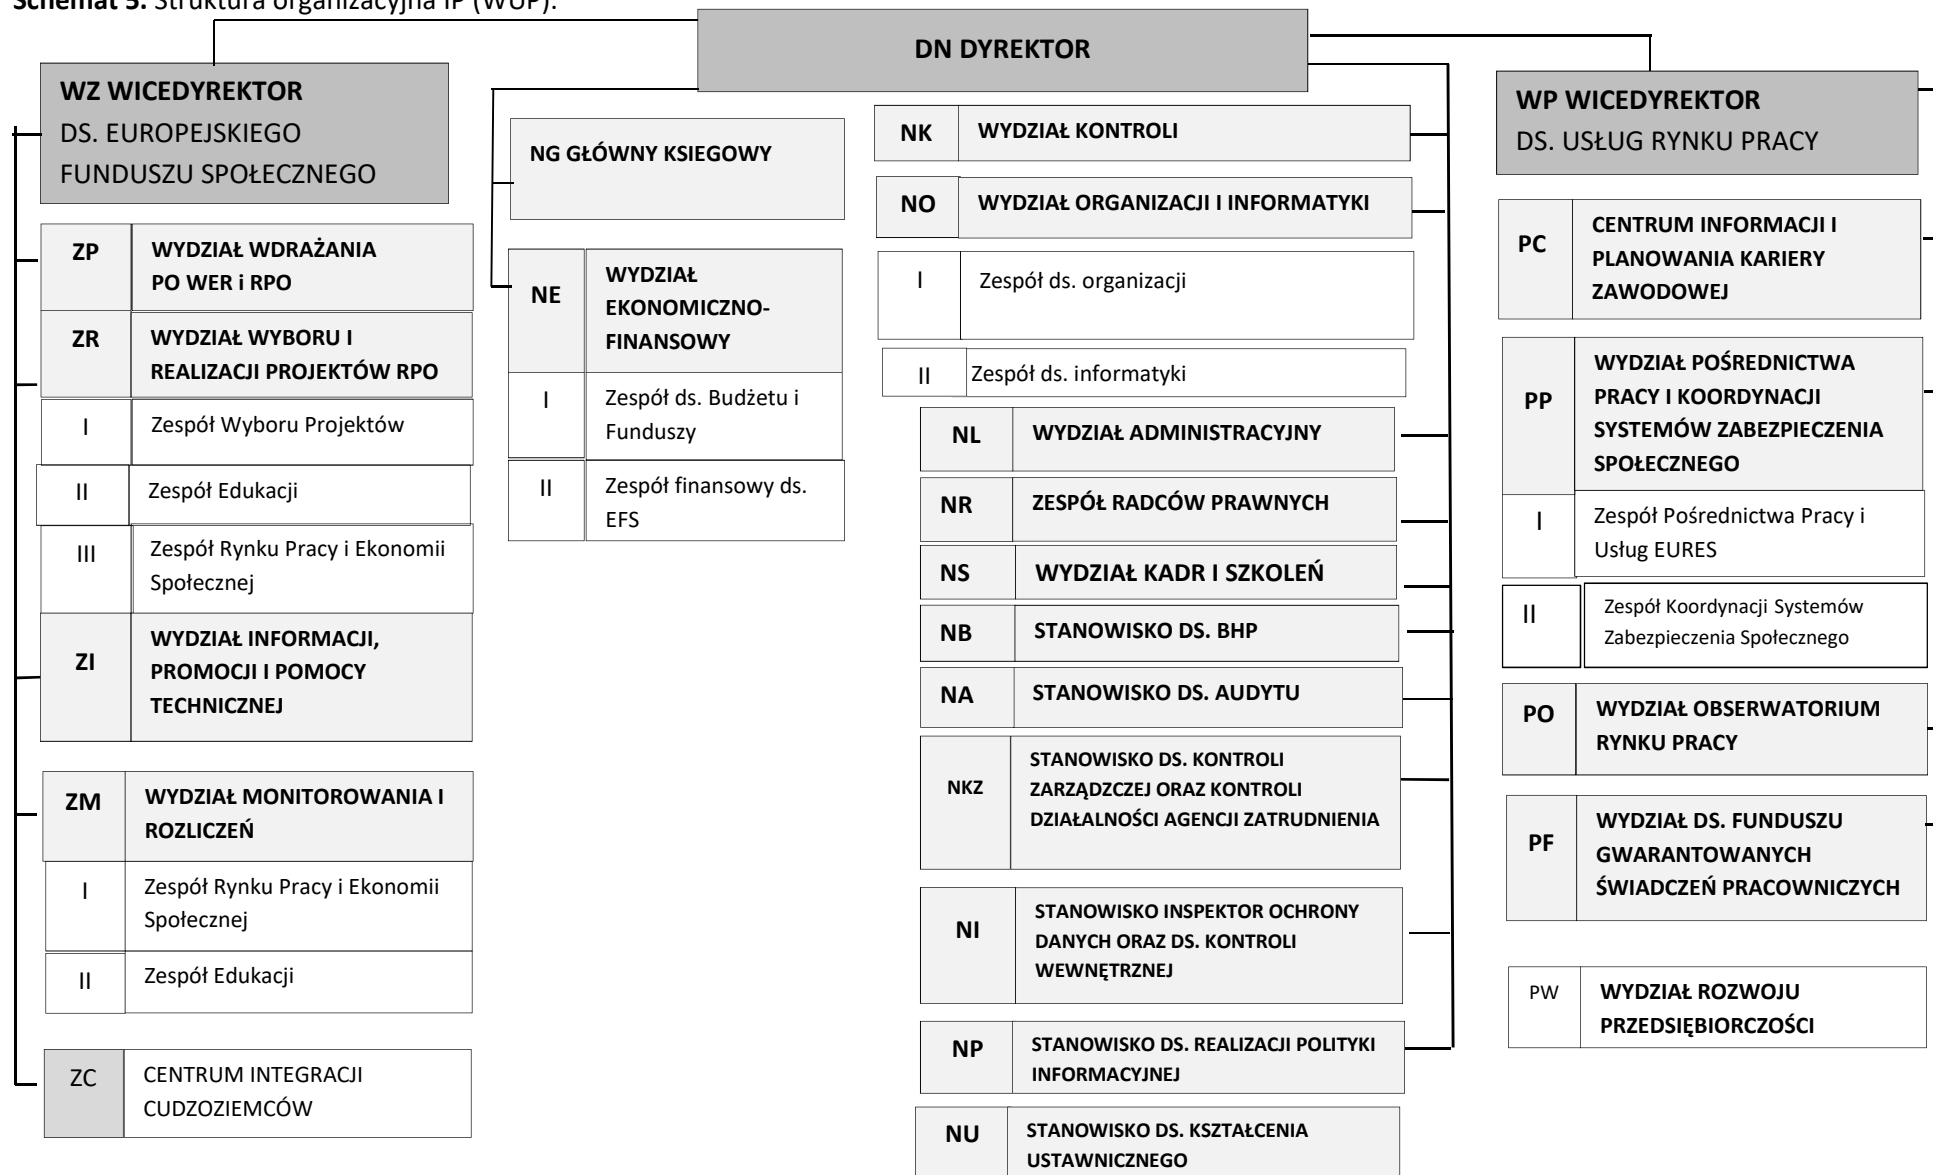 Schemat 5. Struktura organizacyjna IP (WUP).
DN DYREKTOR
WZ WICEDYREKTOR
DS. EUROPEJSKIEGO
FUNDUSZU SPOŁECZNEGO
ZP
WYDZIAŁ WDRAŻANIA
PO WER i RPO
ZR
WYDZIAŁ WYBORU I
REALIZACJI PROJEKTÓW RPO
I
Zespół Wyboru Projektów
II
Zespół Edukacji
III
Zespół Rynku Pracy i Ekonomii
Społecznej
ZI
WYDZIAŁ INFORMACJI,
PROMOCJI I POMOCY
TECHNICZNEJ
ZM
WYDZIAŁ MONITOROWANIA I
ROZLICZEŃ
I
Zespół Rynku Pracy i Ekonomii
Społecznej
II
Zespół Edukacji
ZC
CENTRUM INTEGRACJI
CUDZOZIEMCÓW
NG GŁÓWNY KSIEGOWY
NE
WYDZIAŁ
EKONOMICZNO-
FINANSOWY
I
Zespół ds. Budżetu i
Funduszy
II
Zespół finansowy ds.
EFS
NK
WYDZIAŁ KONTROLI
NO
WYDZIAŁ ORGANIZACJI I INFORMATYKI
I
Zespół ds. organizacji
II
Zespół ds. informatyki
NL
WYDZIAŁ ADMINISTRACYJNY
NR
ZESPÓŁ RADCÓW PRAWNYCH
NS
WYDZIAŁ KADR I SZKOLEŃ
NB
STANOWISKO DS. BHP
NA
STANOWISKO DS. AUDYTU
NKZ
STANOWISKO DS. KONTROLI
ZARZĄDZCZEJ ORAZ KONTROLI
DZIAŁALNOŚCI AGENCJI ZATRUDNIENIA
NI
STANOWISKO INSPEKTOR OCHRONY
DANYCH ORAZ DS. KONTROLI
WEWNĘTRZNEJ
NP
STANOWISKO DS. REALIZACJI POLITYKI
INFORMACYJNEJ
NU
STANOWISKO DS. KSZTAŁCENIA
USTAWNICZNEGO
WP WICEDYREKTOR
DS. USŁUG RYNKU PRACY
PC
CENTRUM INFORMACJI I
PLANOWANIA KARIERY
ZAWODOWEJ
PP
WYDZIAŁ POŚREDNICTWA
PRACY I KOORDYNACJI
SYSTEMÓW ZABEZPIECZENIA
SPOŁECZNEGO
I
Zespół Pośrednictwa Pracy i
Usług EURES
II
Zespół Koordynacji Systemów
Zabezpieczenia Społecznego
PO
WYDZIAŁ OBSERWATORIUM
RYNKU PRACY
PF
WYDZIAŁ DS. FUNDUSZU
GWARANTOWANYCH
ŚWIADCZEŃ PRACOWNICZYCH
PW
WYDZIAŁ ROZWOJU
PRZEDSIĘBIORCZOŚCI